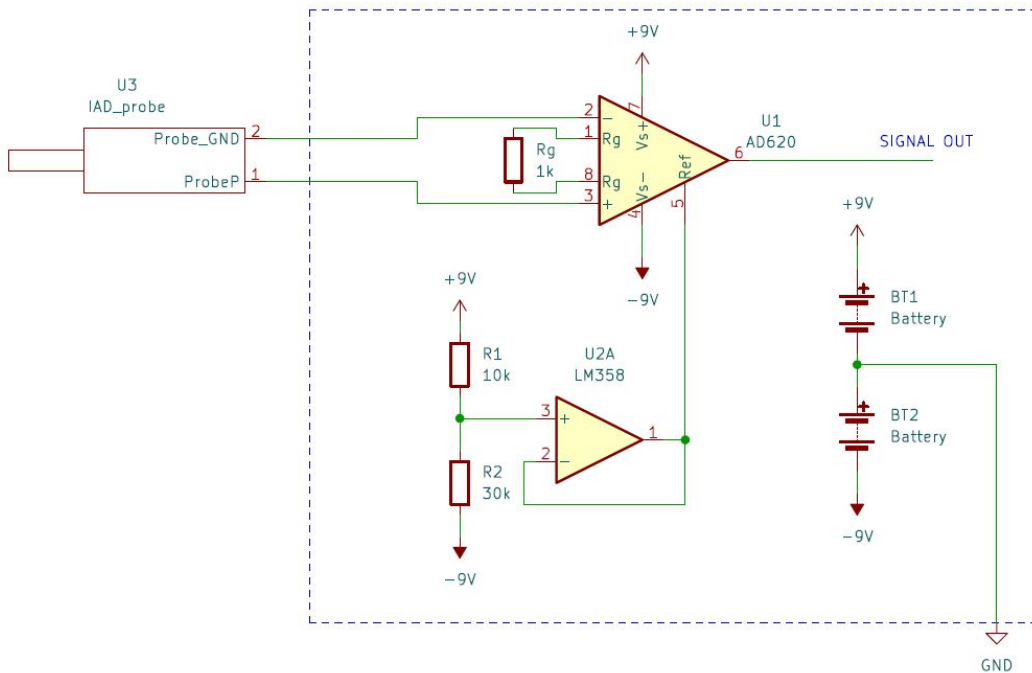 +9V
U3
IAD_probe
Probe_GND
2
ProbeP
1
2
-
1
Rg
8
Rg
3
+
Rg
1k
7
Vs+
Vs-
4
Ref
5
U1
AD620
6
SIGNAL OUT
-9V
+9V
R1
10k
R2
30k
-9V
U2A
LM358
3
+
2
-
1
+9V
+
BT1
Battery
+
BT2
Battery
-9V
GND